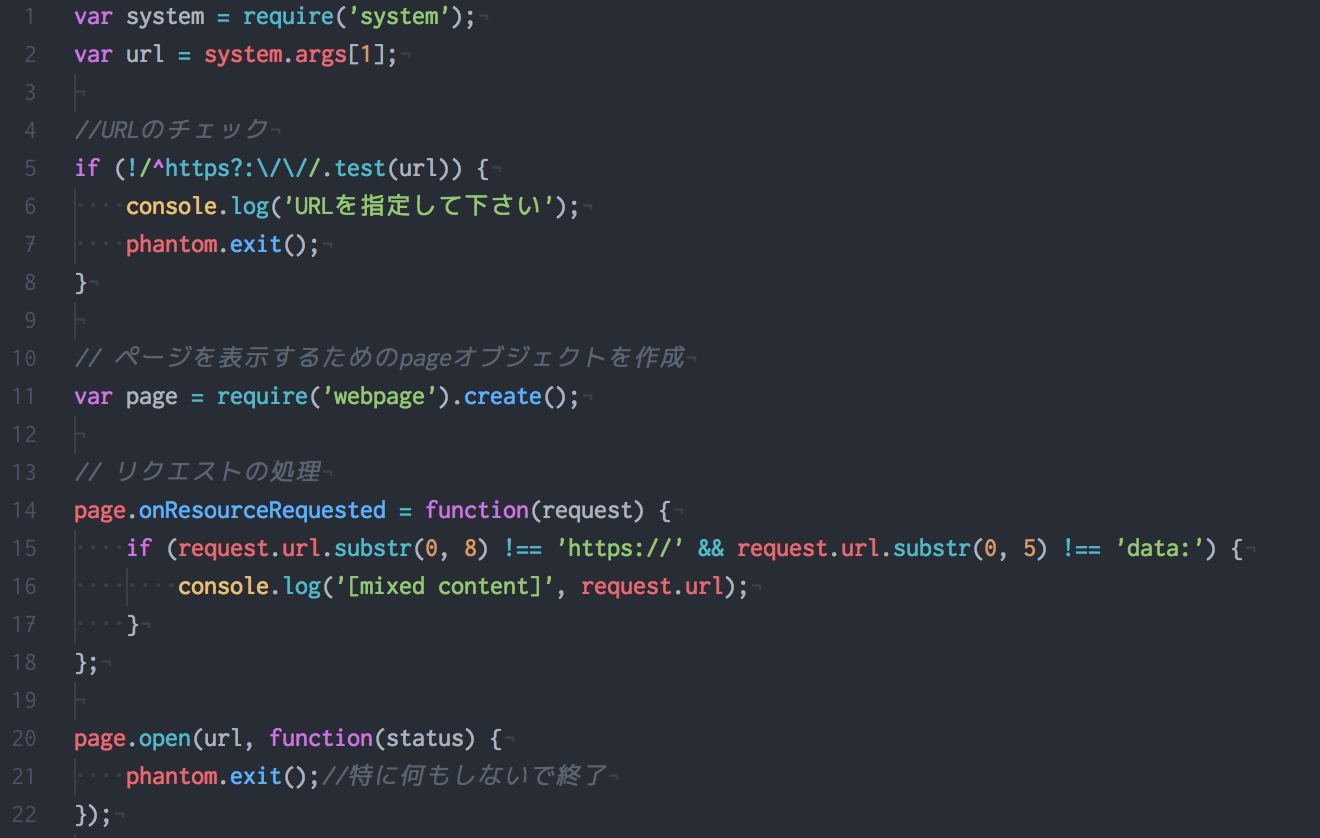 1 var system = require('system');
2 var url = system.args[1];
3
4 //URLのチェック
5 if (!/^https?:\/\//.test(url)) {
6     console.log('URLを指定して下さい');
7     phantom.exit();
8 }
9
10 // ページを表示するためのpageオブジェクトを作成
11 var page = require('webpage').create();
12
13 // リクエストの処理
14 page.onResourceRequested = function(request) {
15     if (request.url.substr(0, 8) !== 'https://' && request.url.substr(0, 5) !== 'data:') {
16         console.log('[mixed content]', request.url);
17     }
18 };
19
20 page.open(url, function(status) {
21     phantom.exit();//特に何もしないで終了
22 });